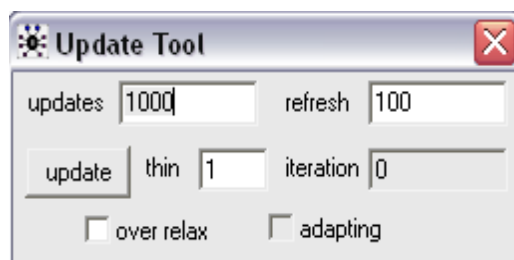 Update Tool
updates 1000 refresh 100
update thin 1 iteration 0
over relax adapting